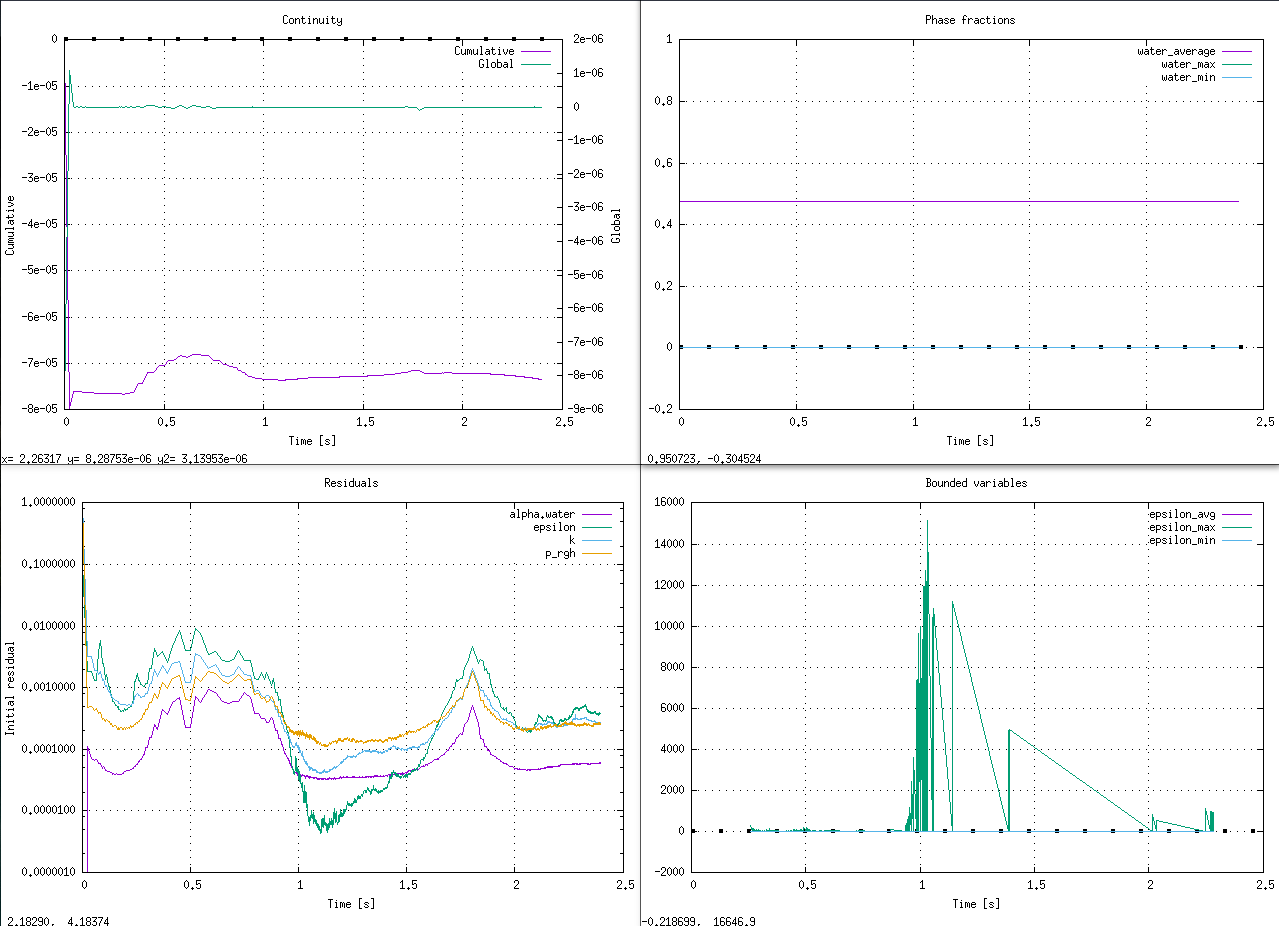 Continuity
0
-1e-05
-2e-05
-3e-05
-4e-05
-5e-05
-6e-05
-7e-05
-8e-05
Cumulative
Cumulative
Global
2e-06
1e-06
0
-1e-06
-2e-06
-3e-06
-4e-06
-5e-06
-6e-06
-7e-06
-8e-06
-9e-06
Global
0 0.5 1 1.5 2 2.5
Time [s]
x= 2.26317 y= 8.28753e-06 y2= 3.13953e-06
Phase fractions
1
0.8
0.6
0.4
0.2
0
-0.2
water_average
water_max
water_min
0 0.5 1 1.5 2 2.5
Time [s]
0.950723, -0.304524
Residuals
1.0000000
0.1000000
0.0100000
0.0010000
0.0001000
0.0000100
0.0000010
Initial residual
alpha.water
epsilon
k
p_rgh
0 0.5 1 1.5 2 2.5
Time [s]
2.18290, 4.18374
Bounded variables
16000
14000
12000
10000
8000
6000
4000
2000
0
-2000
epsilon_avg
epsilon_max
epsilon_min
0 0.5 1 1.5 2 2.5
Time [s]
-0.218699, 16646.9